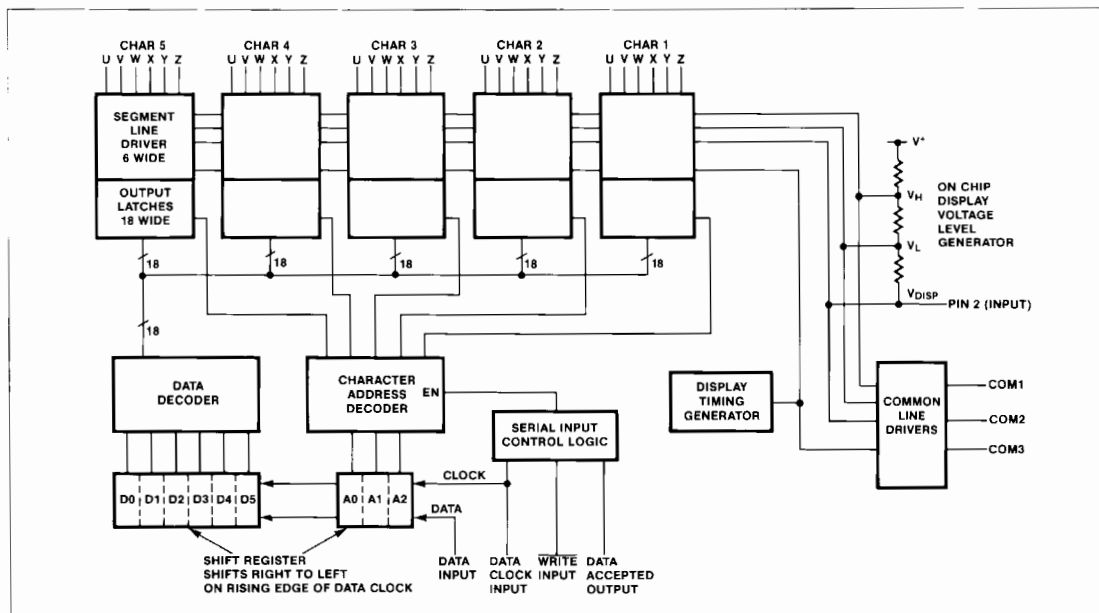 CHAR 5 CHAR 4 CHAR 3 CHAR 2 CHAR 1
U V W X Y Z U V W X Y Z U V W X Y Z U V W X Y Z U V W X Y Z
SEGMENT
LINE
DRIVER
6 WIDE
OUTPUT
LATCHES
18 WIDE
V+
VH
VL
VDISP
ON CHIP
DISPLAY
VOLTAGE
LEVEL
GENERATOR
PIN 2 (INPUT)
18 18 18 18 18
18
DATA
DECODER
CHARACTER
ADDRESS
DECODER
EN
SERIAL INPUT
CONTROL LOGIC
DISPLAY
TIMING
GENERATOR
COMMON
LINE
DRIVERS
COM1
COM2
COM3
D0 D1 D2 D3 D4 D5
A0 A1 A2
CLOCK
DATA
SHIFT REGISTER
SHIFTS RIGHT TO LEFT
ON RISING EDGE OF DATA CLOCK
DATA
INPUT
DATA
CLOCK
INPUT
WRITE
INPUT
DATA
ACCEPTED
OUTPUT